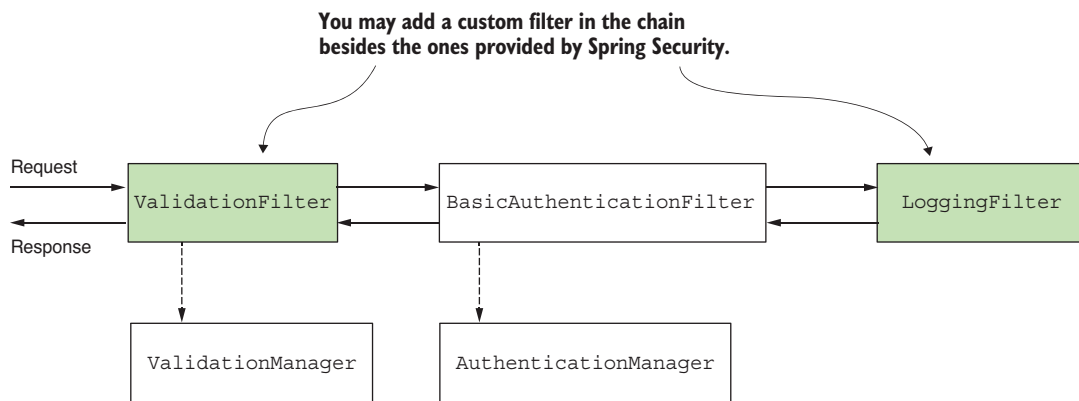 You may add a custom filter in the chain
besides the ones provided by Spring Security.
Request
ValidationFilter
BasicAuthenticationFilter
LoggingFilter
Response
ValidationManager
AuthenticationManager